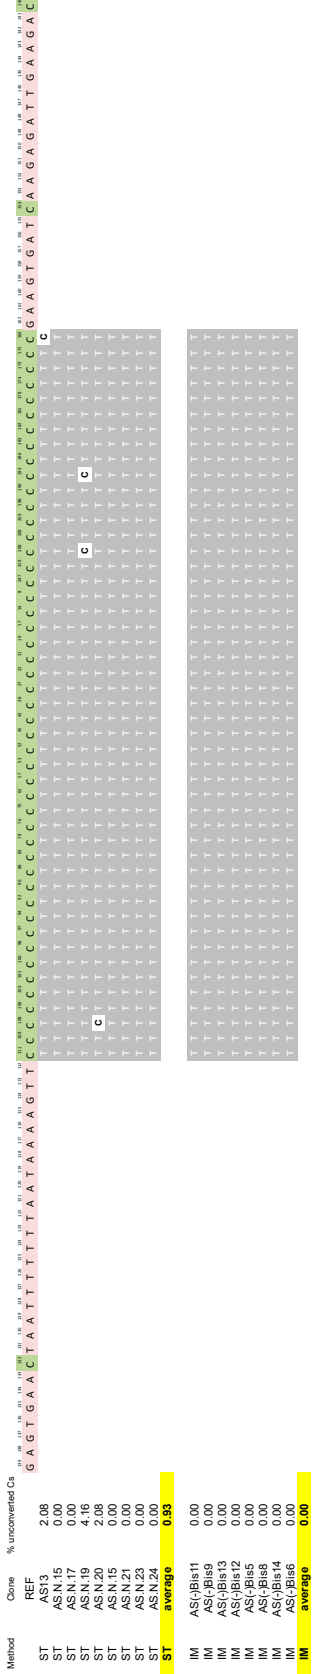 Method Clone % unconverted Cs
REF G A G T G A A C T A A T T T T T T T A A T A A A A G T T C C C C C C C C C C C C C C C C C C C C C C C C C C C C C C C C C C C C C C C C C C C C C C C C G A A G T G A T C A A G A G A T T G A A G A C
ST AS13 2.08 T T T T T T T T T T T T T T T T T T T T T T T T T T T T T T T T T T T T T T T T T T T T T T T C
ST AS.N.15 0.00 T T T T T T T T T T T T T T T T T T T T T T T T T T T T T T T T T T T T T T T T T T T T T T T T
ST AS.N.17 0.00 T T T T T T T T T T T T T T T T T T T T T T T T T T T T T T T T T T T T T T T T T T T T T T T T
ST AS.N.19 4.16 T T T T T T T T T T T T T T T T T T T T T T T T T T T T T T T T T C T T T T C T T T T T T T T T
ST AS.N.20 2.08 T T C T T T T T T T T T T T T T T T T T T T T T T T T T T T T T T T T T T T T T T T T T T T T T
ST AS.N.15 0.00 T T T T T T T T T T T T T T T T T T T T T T T T T T T T T T T T T T T T T T T T T T T T T T T T
ST AS.N.21 0.00 T T T T T T T T T T T T T T T T T T T T T T T T T T T T T T T T T T T T T T T T T T T T T T T T
ST AS.N.23 0.00 T T T T T T T T T T T T T T T T T T T T T T T T T T T T T T T T T T T T T T T T T T T T T T T T
ST AS.N.24 0.00 T T T T T T T T T T T T T T T T T T T T T T T T T T T T T T T T T T T T T T T T T T T T T T T T
ST average 0.93
IM AS(-)Bis11 0.00 T T T T T T T T T T T T T T T T T T T T T T T T T T T T T T T T T T T T T T T T T T T T T T T T
IM AS(-)Bis9 0.00 T T T T T T T T T T T T T T T T T T T T T T T T T T T T T T T T T T T T T T T T T T T T T T T T
IM AS(-)Bis13 0.00 T T T T T T T T T T T T T T T T T T T T T T T T T T T T T T T T T T T T T T T T T T T T T T T T
IM AS(-)Bis12 0.00 T T T T T T T T T T T T T T T T T T T T T T T T T T T T T T T T T T T T T T T T T T T T T T T T
IM AS(-)Bis5 0.00 T T T T T T T T T T T T T T T T T T T T T T T T T T T T T T T T T T T T T T T T T T T T T T T T
IM AS(-)Bis8 0.00 T T T T T T T T T T T T T T T T T T T T T T T T T T T T T T T T T T T T T T T T T T T T T T T T
IM AS(-)Bis14 0.00 T T T T T T T T T T T T T T T T T T T T T T T T T T T T T T T T T T T T T T T T T T T T T T T T
IM AS(-)Bis6 0.00 T T T T T T T T T T T T T T T T T T T T T T T T T T T T T T T T T T T T T T T T T T T T T T T T
IM average 0.00